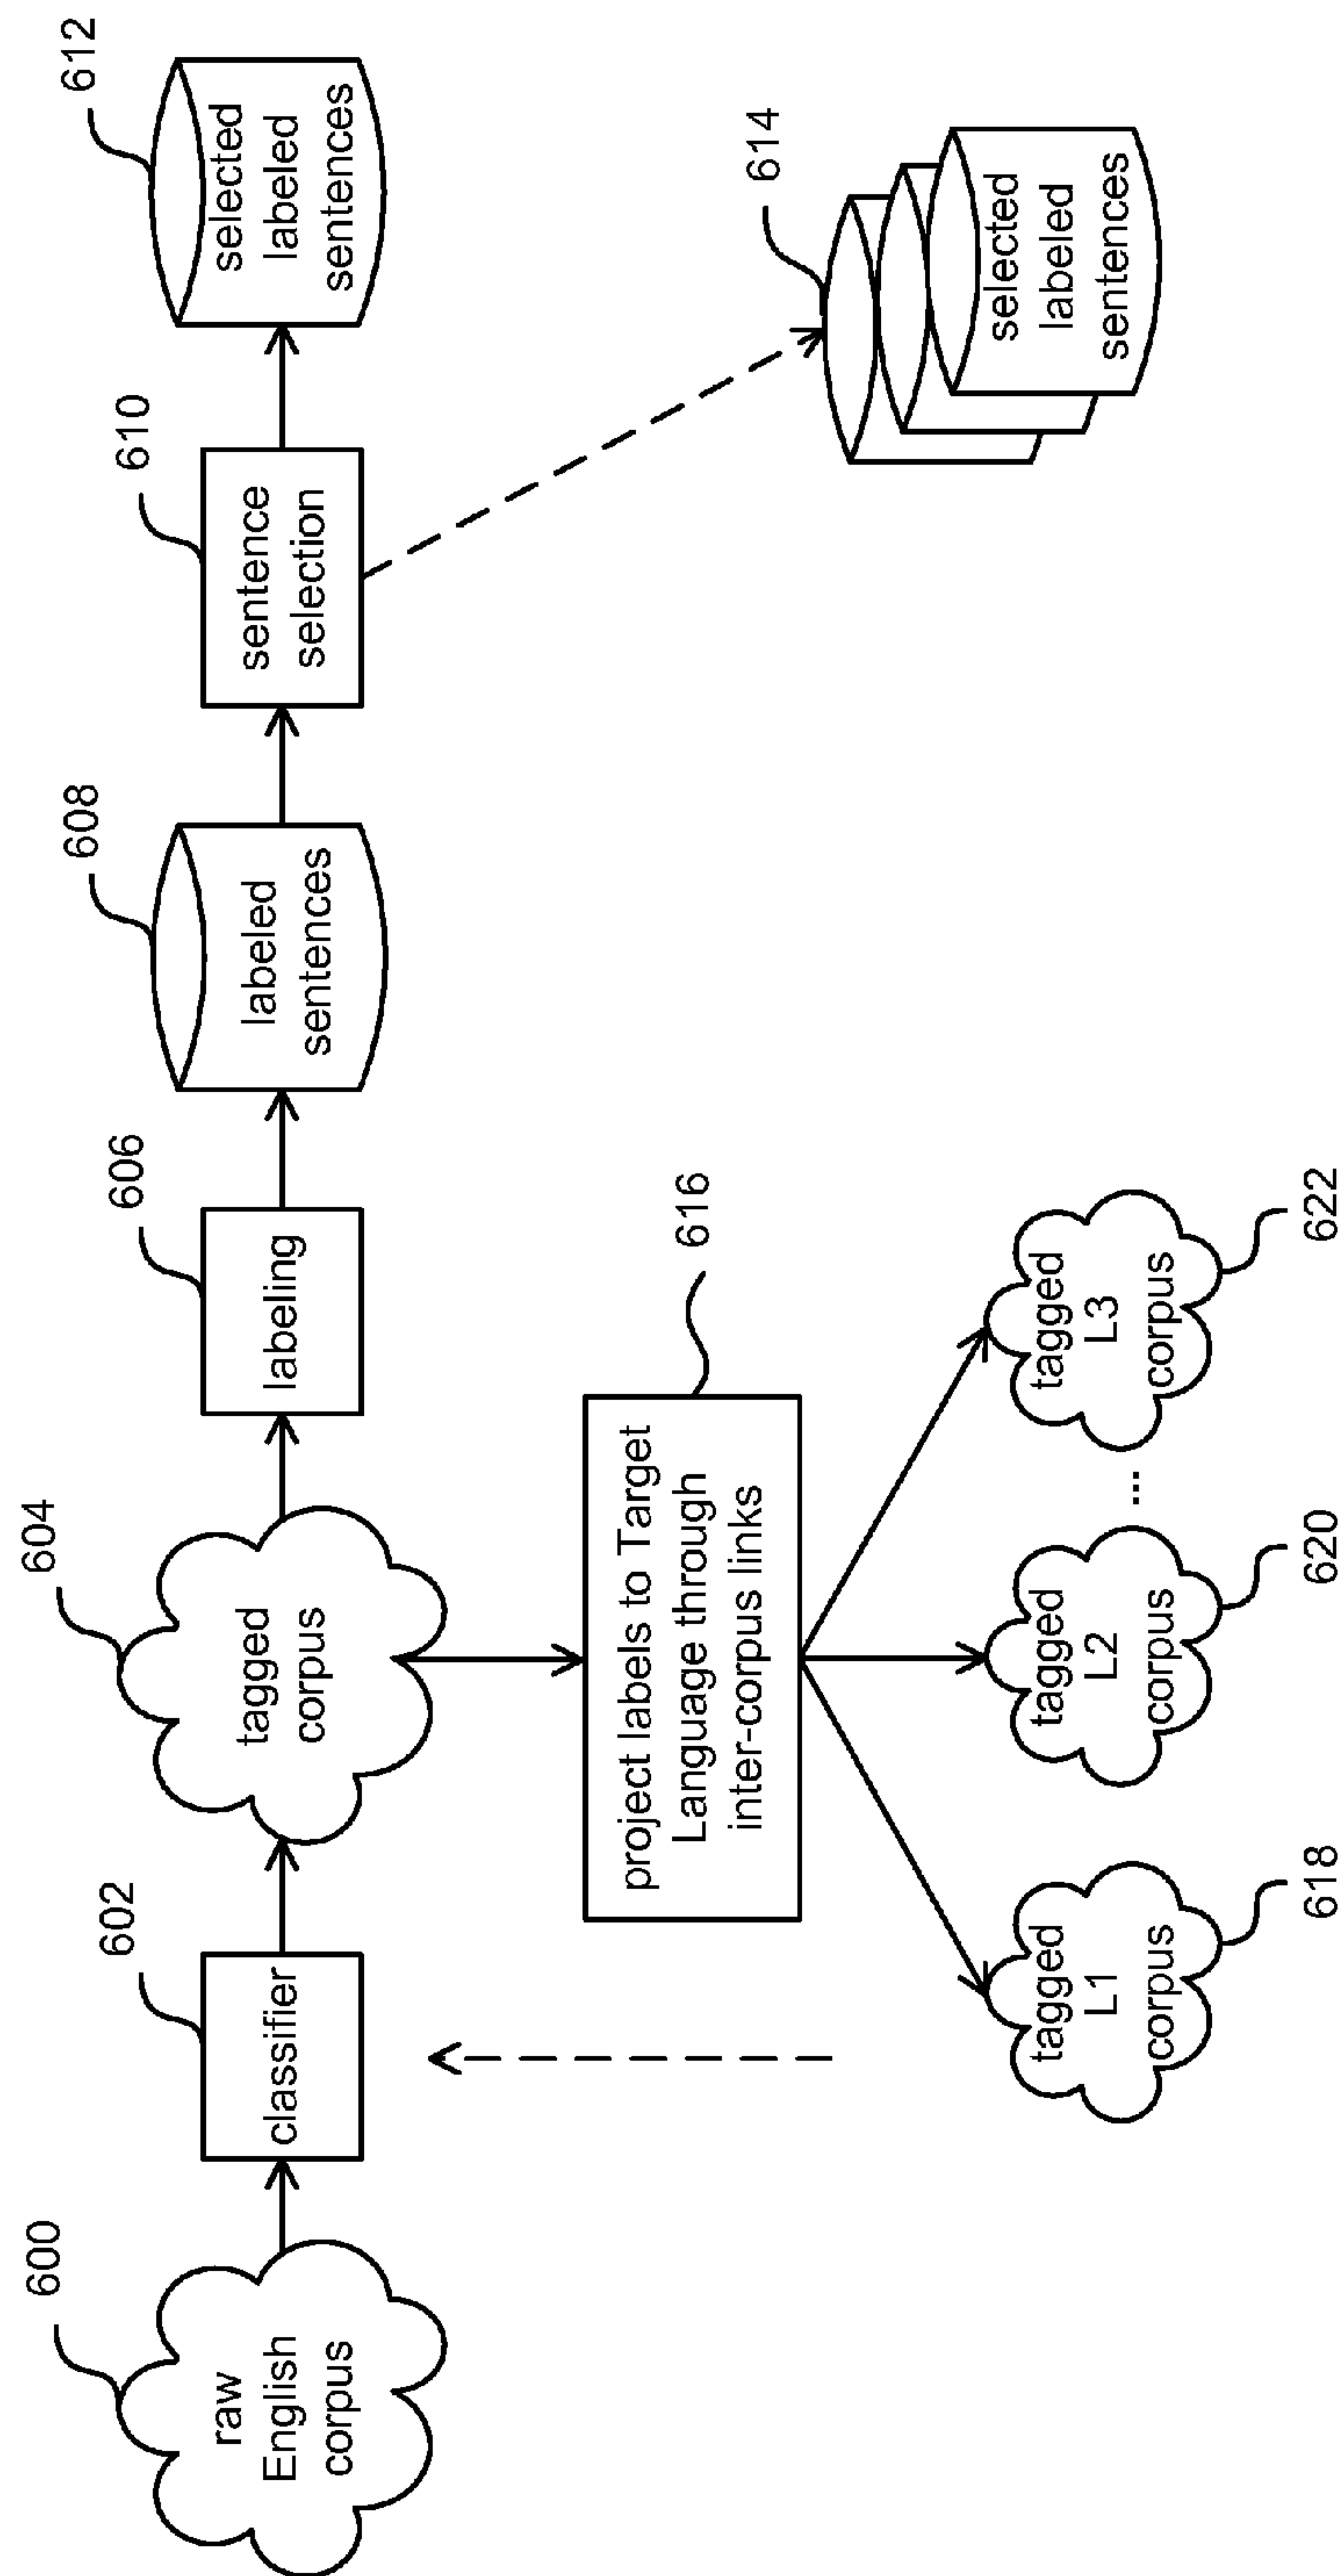 600
raw
English
corpus
602
classifier
604
tagged
corpus
606
labeling
608
labeled
sentences
610
sentence
selection
612
selected
labeled
sentences
614
selected
labeled
sentences
616
project labels to Target
Language through
inter-corpus links
tagged
L1
corpus
618
tagged
L2
corpus
620
...
tagged
L3
corpus
622